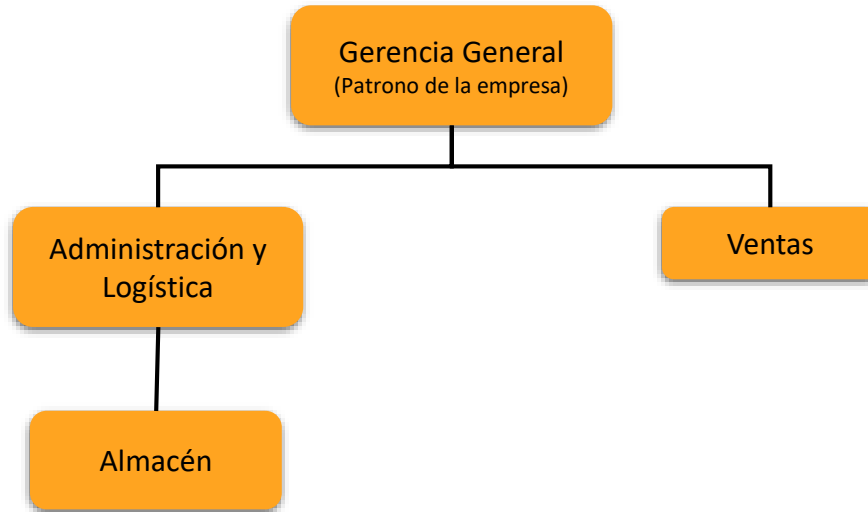 Gerencia General
(Patrono de la empresa)
Administración y
Logística
Ventas
Almacén